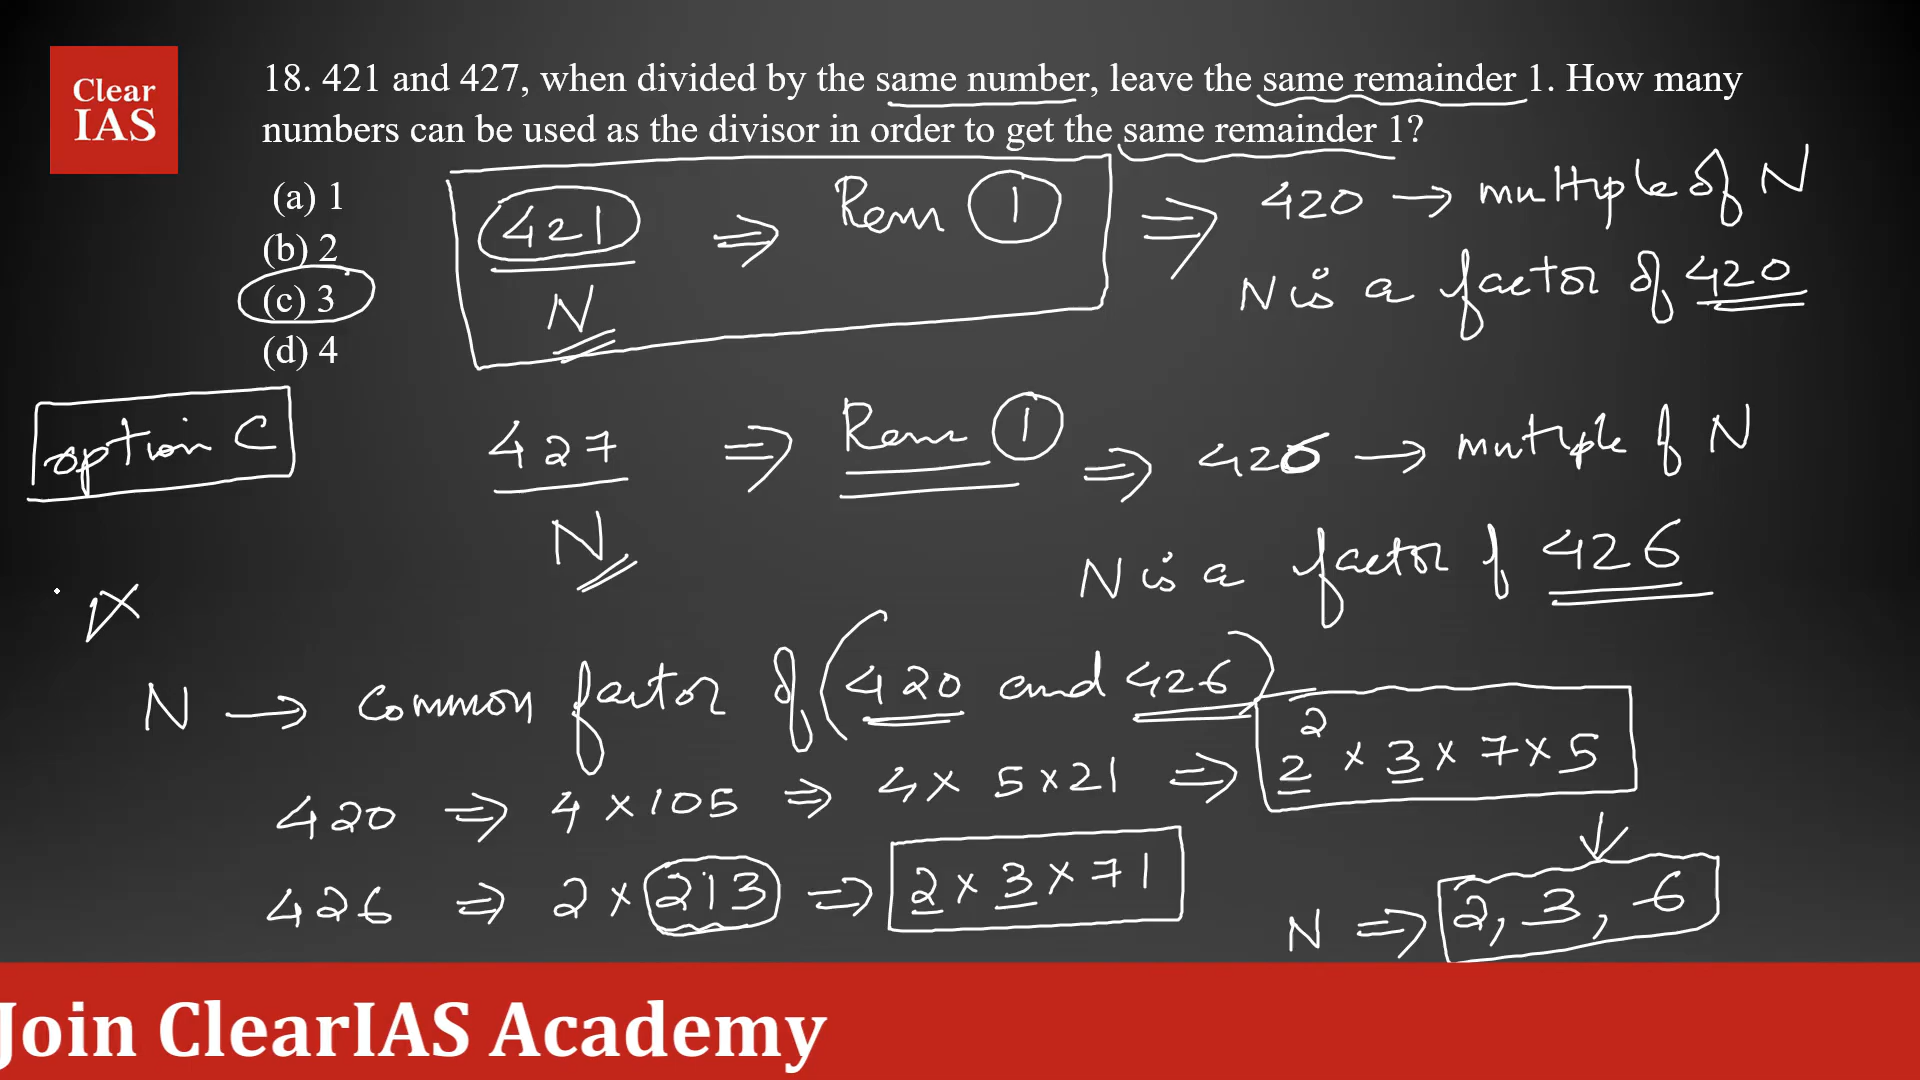 Clear
IAS
18. 421 and 427, when divided by the same number, leave the same remainder 1. How many
numbers can be used as the divisor in order to get the same remainder 1?
(a) 1
(b) 2
(c) 3
(d) 4
421 ⇒ Rem 1 ⇒ 420 → multiple of N
N
N is a factor of 420
option C
427 ⇒ Rem 1 ⇒ 426 → multiple of N
N
N is a factor of 426
N → Common factor of (420 and 426)
420 ⇒ 4 × 105 ⇒ 4 × 5 × 21 ⇒ 2² × 3 × 7 × 5
426 ⇒ 2 × 213 ⇒ 2 × 3 × 71
N ⇒ 2, 3, 6
Join ClearIAS Academy